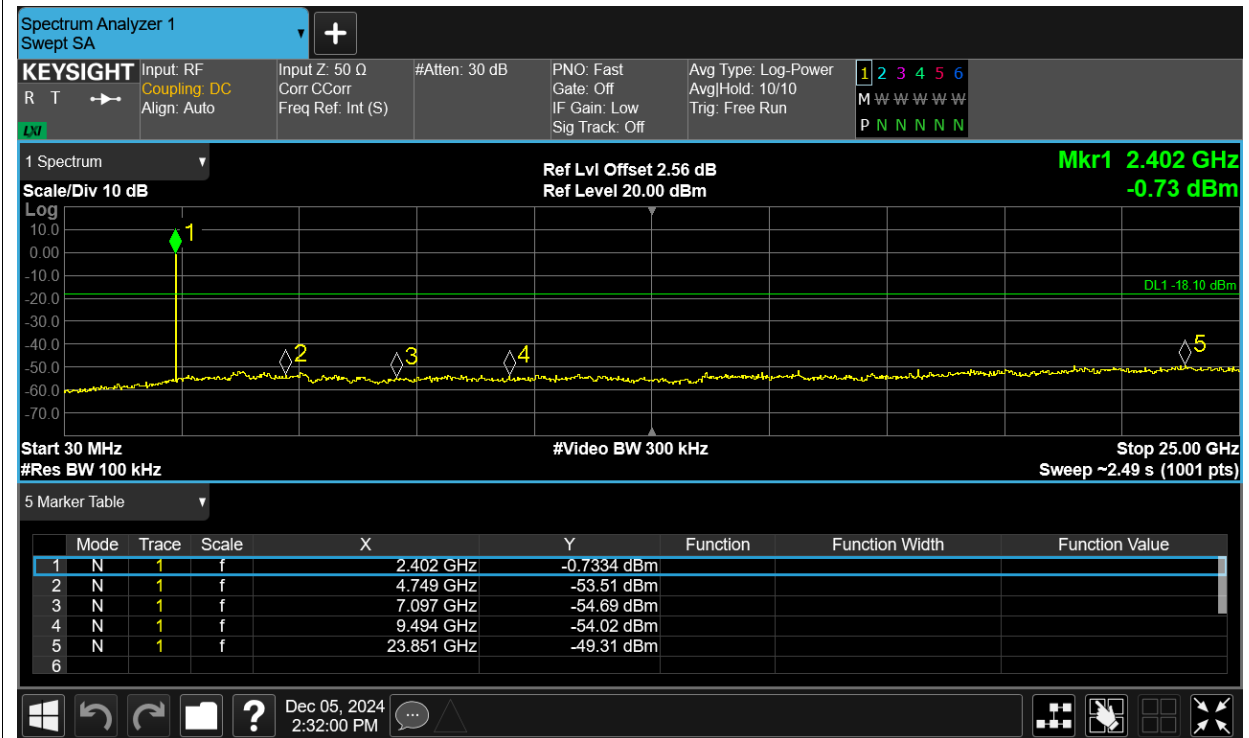 Spectrum Analyzer 1
Swept SA
+
KEYSIGHT
R T
LXI
Input: RF
Coupling: DC
Align: Auto
Input Z: 50 Ω
Corr CCorr
Freq Ref: Int (S)
#Atten: 30 dB
PNO: Fast
Gate: Off
IF Gain: Low
Sig Track: Off
Avg Type: Log-Power
Avg|Hold: 10/10
Trig: Free Run
1 2 3 4 5 6
M W W W W W
P N N N N N
1 Spectrum
Scale/Div 10 dB
Ref Lvl Offset 2.56 dB
Ref Level 20.00 dBm
Mkr1 2.402 GHz
-0.73 dBm
Log
10.0
0.00
-10.0
-20.0
-30.0
-40.0
-50.0
-60.0
-70.0
1
2
3
4
5
DL1 -18.10 dBm
Start 30 MHz
#Video BW 300 kHz
Stop 25.00 GHz
#Res BW 100 kHz
Sweep ~2.49 s (1001 pts)
5 Marker Table
Mode Trace Scale X Y Function Function Width Function Value
1 N 1 f 2.402 GHz -0.7334 dBm
2 N 1 f 4.749 GHz -53.51 dBm
3 N 1 f 7.097 GHz -54.69 dBm
4 N 1 f 9.494 GHz -54.02 dBm
5 N 1 f 23.851 GHz -49.31 dBm
6
?
Dec 05, 2024
2:32:00 PM